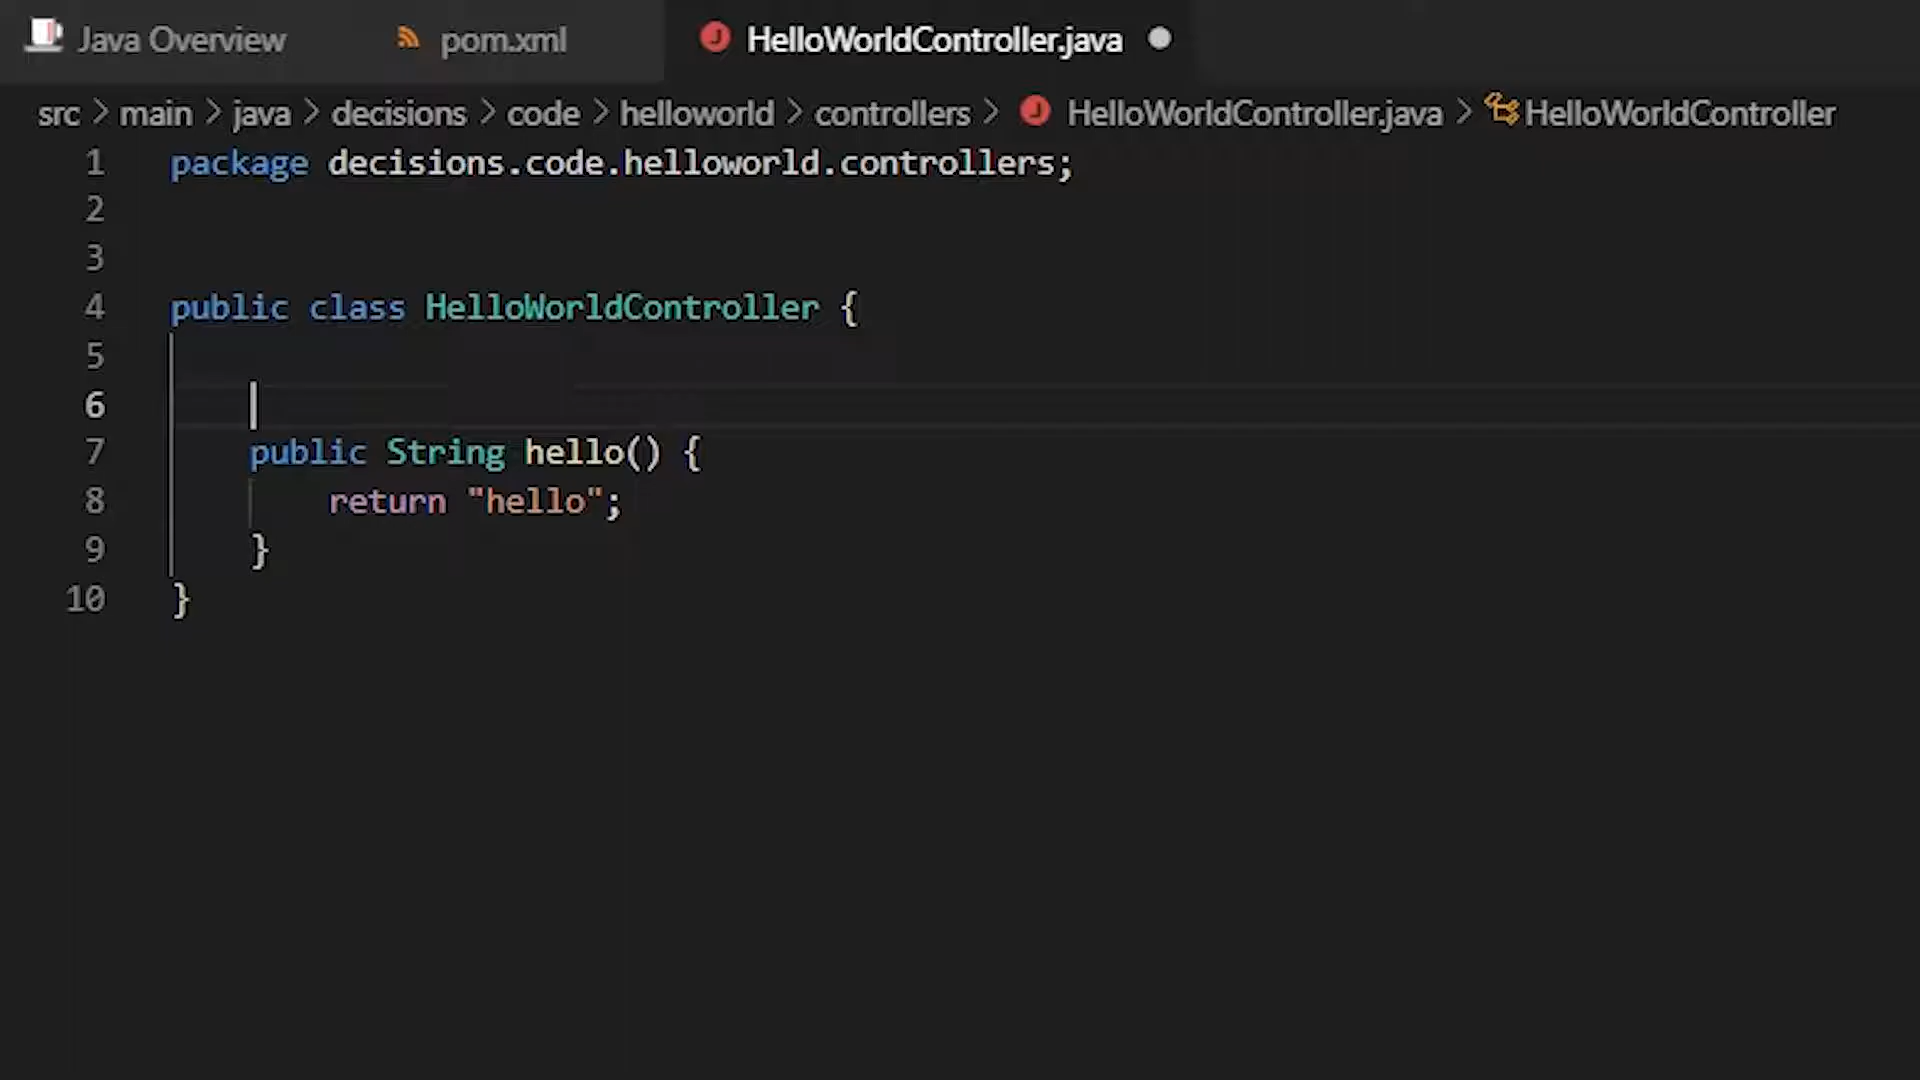 Java Overview pom.xml HelloWorldController.java
src > main > java > decisions > code > helloworld > controllers > HelloWorldController.java > HelloWorldController
1 package decisions.code.helloworld.controllers;
2
3
4 public class HelloWorldController {
5
6
7 public String hello() {
8 return "hello";
9 }
10 }